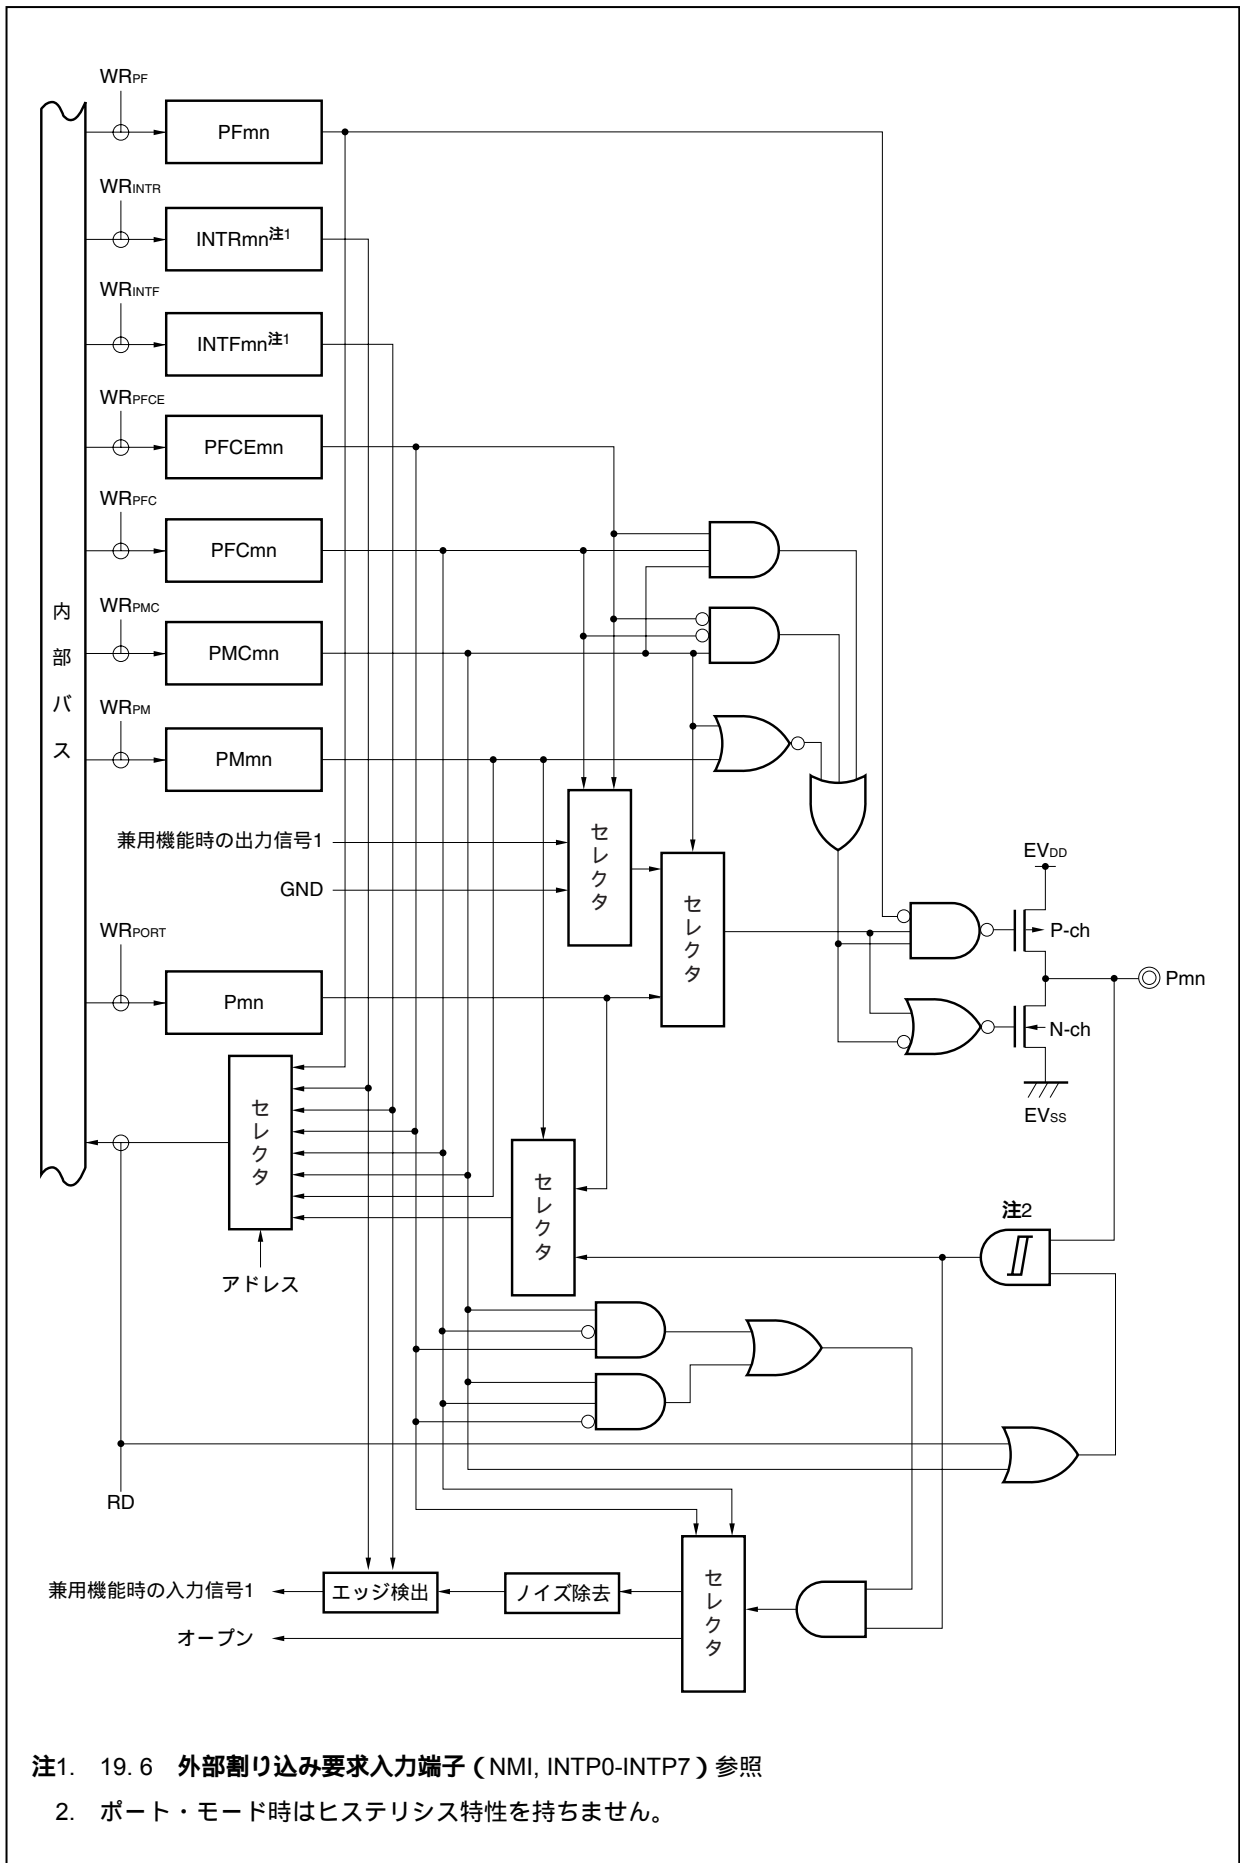 WRPF
PFmn
WRINTR
INTRmn注1
WRINTF
INTFmn注1
WRPFCE
PFCEmn
WRPFC
PFCmn
WRPMC
PMCmn
WRPM
PMmn
内部バス
兼用機能時の出力信号1
GND
セレクタ
セレクタ
EVDD
P-ch
Pmn
N-ch
EVSS
WRPORT
Pmn
セレクタ
アドレス
セレクタ
注2
RD
セレクタ
兼用機能時の入力信号1
エッジ検出
ノイズ除去
オープン
注1. 19. 6 外部割り込み要求入力端子（NMI, INTP0-INTP7）参照
2. ポート・モード時はヒステリシス特性を持ちません。